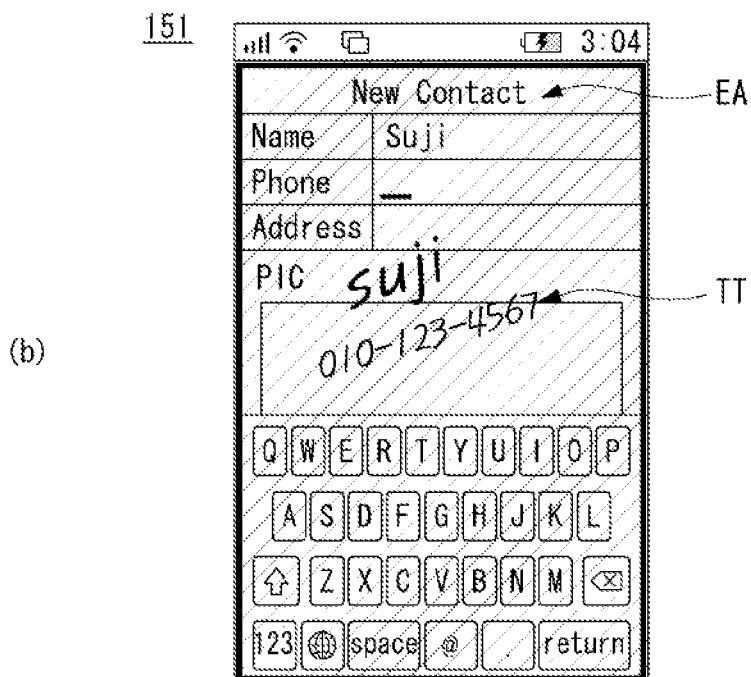 151
3:04
New Contact
EA
Name Suji
Phone
Address
PIC
suji
TT
010-123-4567
(b)
Q W E R T Y U I O P
A S D F G H J K L
Z X C V B N M
123 space @ . return